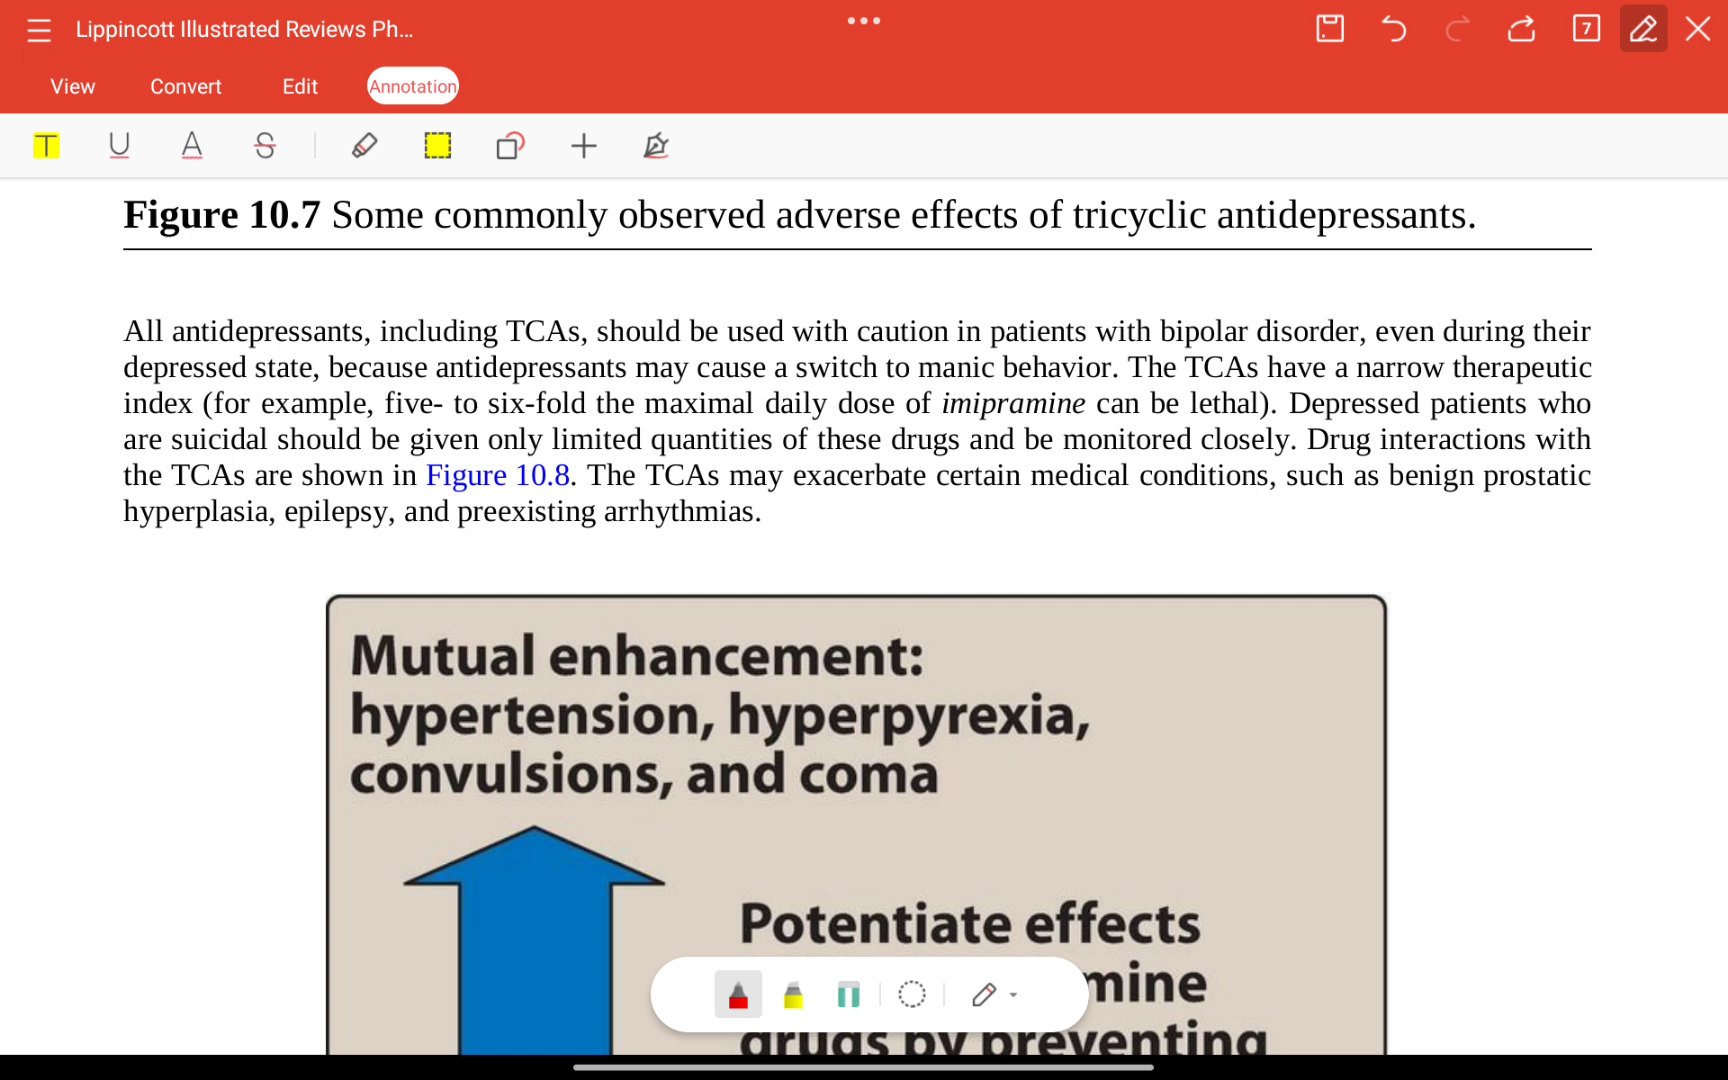 Lippincott Illustrated Reviews Ph...
7
View Convert Edit Annotation
T U A S
Figure 10.7 Some commonly observed adverse effects of tricyclic antidepressants.
All antidepressants, including TCAs, should be used with caution in patients with bipolar disorder, even during their
depressed state, because antidepressants may cause a switch to manic behavior. The TCAs have a narrow therapeutic
index (for example, five- to six-fold the maximal daily dose of imipramine can be lethal). Depressed patients who
are suicidal should be given only limited quantities of these drugs and be monitored closely. Drug interactions with
the TCAs are shown in Figure 10.8. The TCAs may exacerbate certain medical conditions, such as benign prostatic
hyperplasia, epilepsy, and preexisting arrhythmias.
Mutual enhancement:
hypertension, hyperpyrexia,
convulsions, and coma
Potentiate effects
mine
drugs by preventing